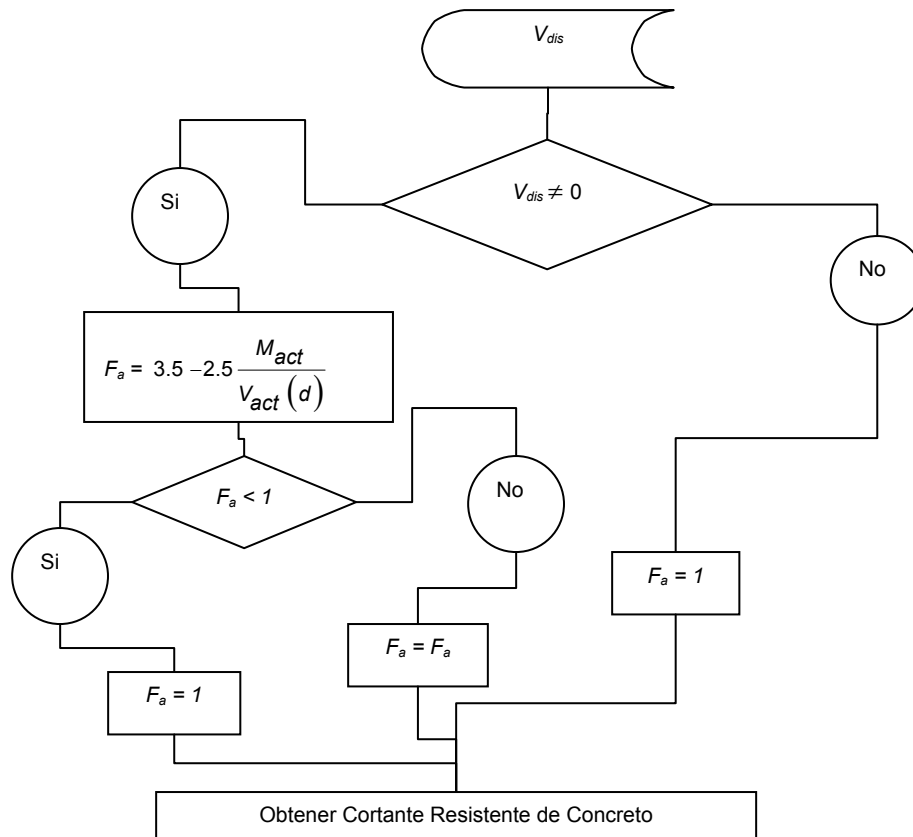 V_dis
V_dis ≠ 0
Si
No
F_a = 3.5 −2.5 M_act / V_act (d)
F_a < 1
No
Si
F_a = 1
F_a = F_a
F_a = 1
Obtener Cortante Resistente de Concreto